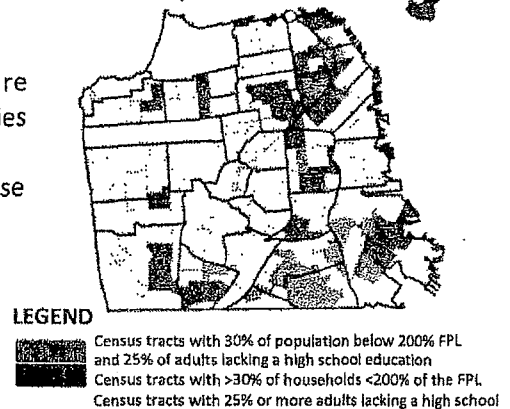 re
ies
se
LEGEND
Census tracts with 30% of population below 200% FPL
and 25% of adults lacking a high school education
Census tracts with >30% of households <200% of the FPL
Census tracts with 25% or more adults lacking a high school